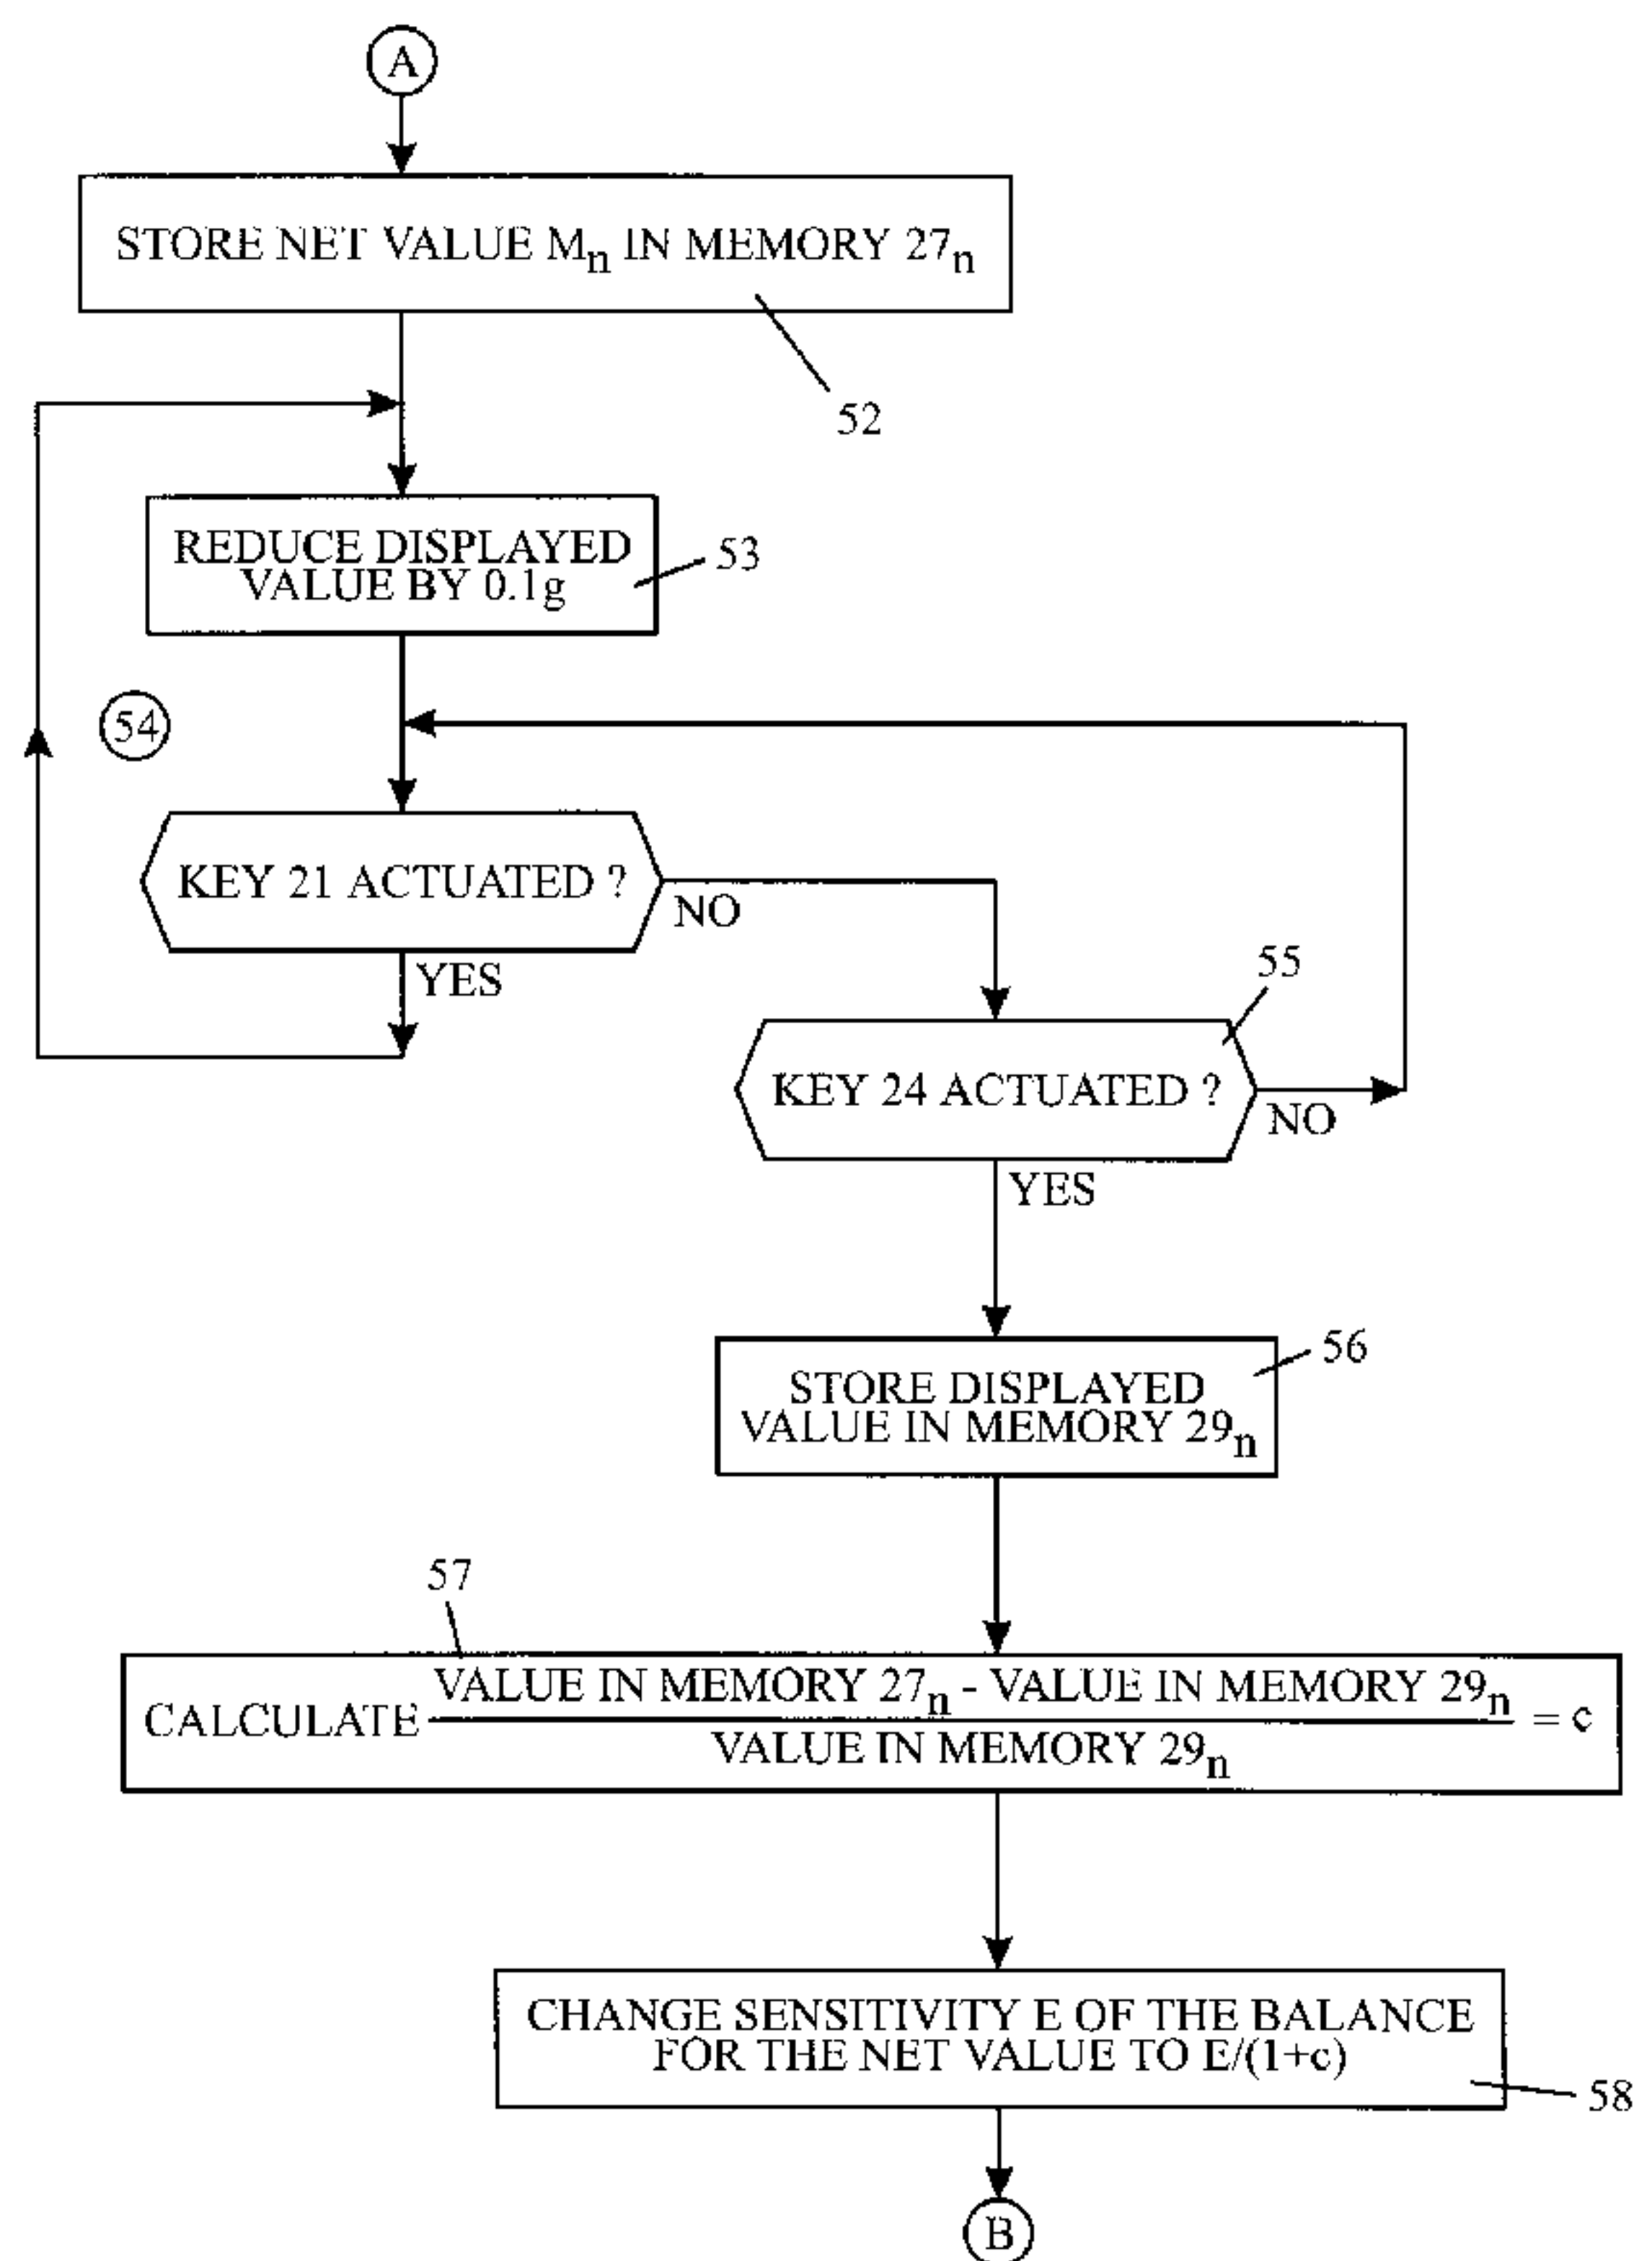 A
STORE NET VALUE Mn IN MEMORY 27n
52
REDUCE DISPLAYED
VALUE BY 0.1g
53
54
KEY 21 ACTUATED ?
NO
YES
55
KEY 24 ACTUATED ?
NO
YES
56
STORE DISPLAYED
VALUE IN MEMORY 29n
57
VALUE IN MEMORY 27n - VALUE IN MEMORY 29n
CALCULATE = c
VALUE IN MEMORY 29n
CHANGE SENSITIVITY E OF THE BALANCE
FOR THE NET VALUE TO E/(1+c)
58
B